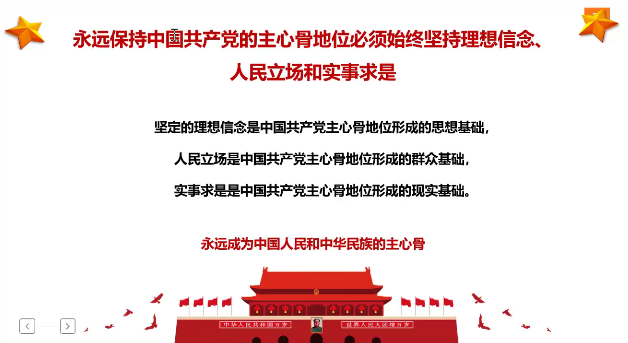 永远保持中国共产党的主心骨地位必须始终坚持理想信念、
人民立场和实事求是
坚定的理想信念是中国共产党主心骨地位形成的思想基础，
人民立场是中国共产党主心骨地位形成的群众基础，
实事求是是中国共产党主心骨地位形成的现实基础。
永远成为中国人民和中华民族的主心骨
中华人民共和国万岁
世界人民大团结万岁